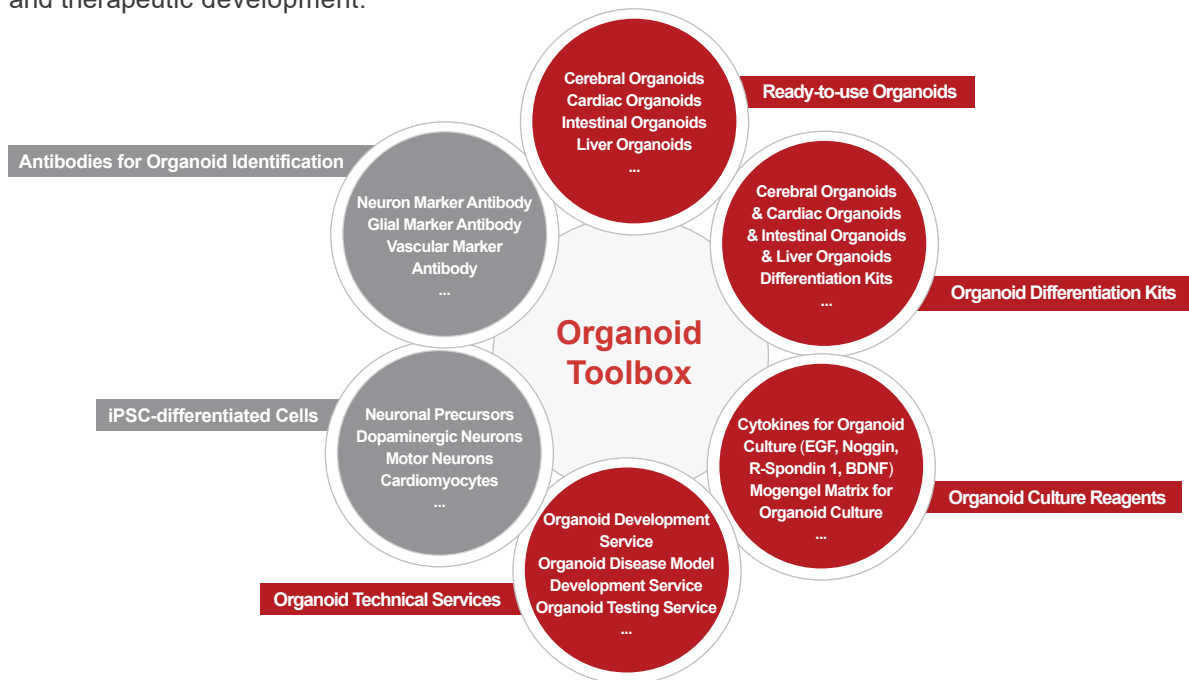 and therapeutic development.
Cerebral Organoids
Cardiac Organoids
Intestinal Organoids
Liver Organoids
...
Ready-to-use Organoids
Antibodies for Organoid Identification
Neuron Marker Antibody
Glial Marker Antibody
Vascular Marker
Antibody
...
Cerebral Organoids
& Cardiac Organoids
& Intestinal Organoids
& Liver Organoids
Differentiation Kits
...
Organoid Differentiation Kits
Organoid
Toolbox
iPSC-differentiated Cells
Neuronal Precursors
Dopaminergic Neurons
Motor Neurons
Cardiomyocytes
...
Cytokines for Organoid
Culture (EGF, Noggin,
R-Spondin 1, BDNF)
Mogengel Matrix for
Organoid Culture
...
Organoid Culture Reagents
Organoid Development
Service
Organoid Disease Model
Development Service
Organoid Testing Service
...
Organoid Technical Services